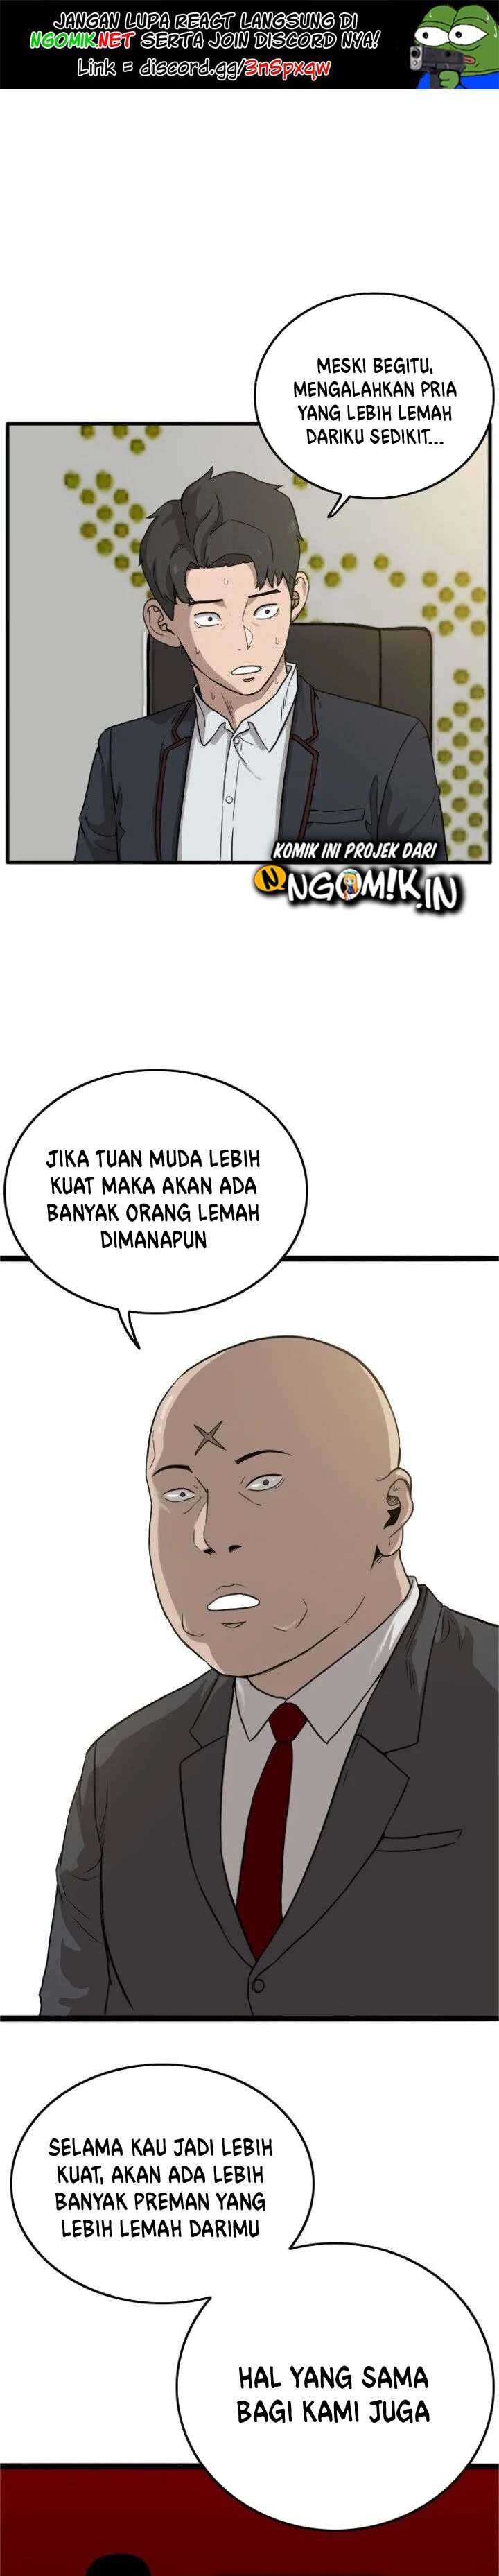 JANGAN LUPA REACT LANGSUNG DI
NGOMIK.NET SERTA JOIN DISCORD NYA!
Link = discord.gg/3nSpxqw
MESKI BEGITU,
MENGALAHKAN PRIA
YANG LEBIH LEMAH
DARIKU SEDIKIT...
KOMIK INI PROJEK DARI
N NGOM!K.IN
JIKA TUAN MUDA LEBIH
KUAT MAKA AKAN ADA
BANYAK ORANG LEMAH
DIMANAPUN
SELAMA KAU JADI LEBIH
KUAT, AKAN ADA LEBIH
BANYAK PREMAN YANG
LEBIH LEMAH DARIMU
HAL YANG SAMA
BAGI KAMI JUGA